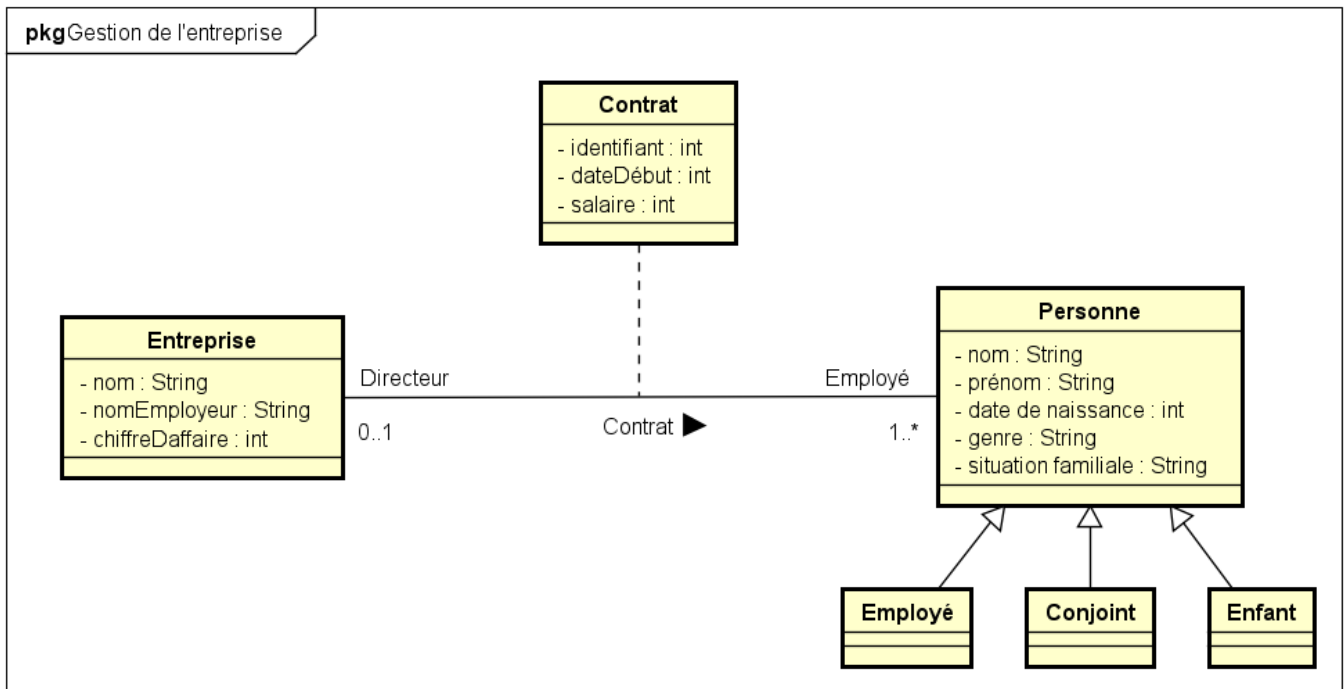 pkg Gestion de l'entreprise
Contrat
- identifiant : int
- dateDébut : int
- salaire : int
Entreprise
- nom : String
- nomEmployeur : String
- chiffreDaffaire : int
Directeur
0..1
Contrat ▶
Employé
1..*
Personne
- nom : String
- prénom : String
- date de naissance : int
- genre : String
- situation familiale : String
Employé
Conjoint
Enfant